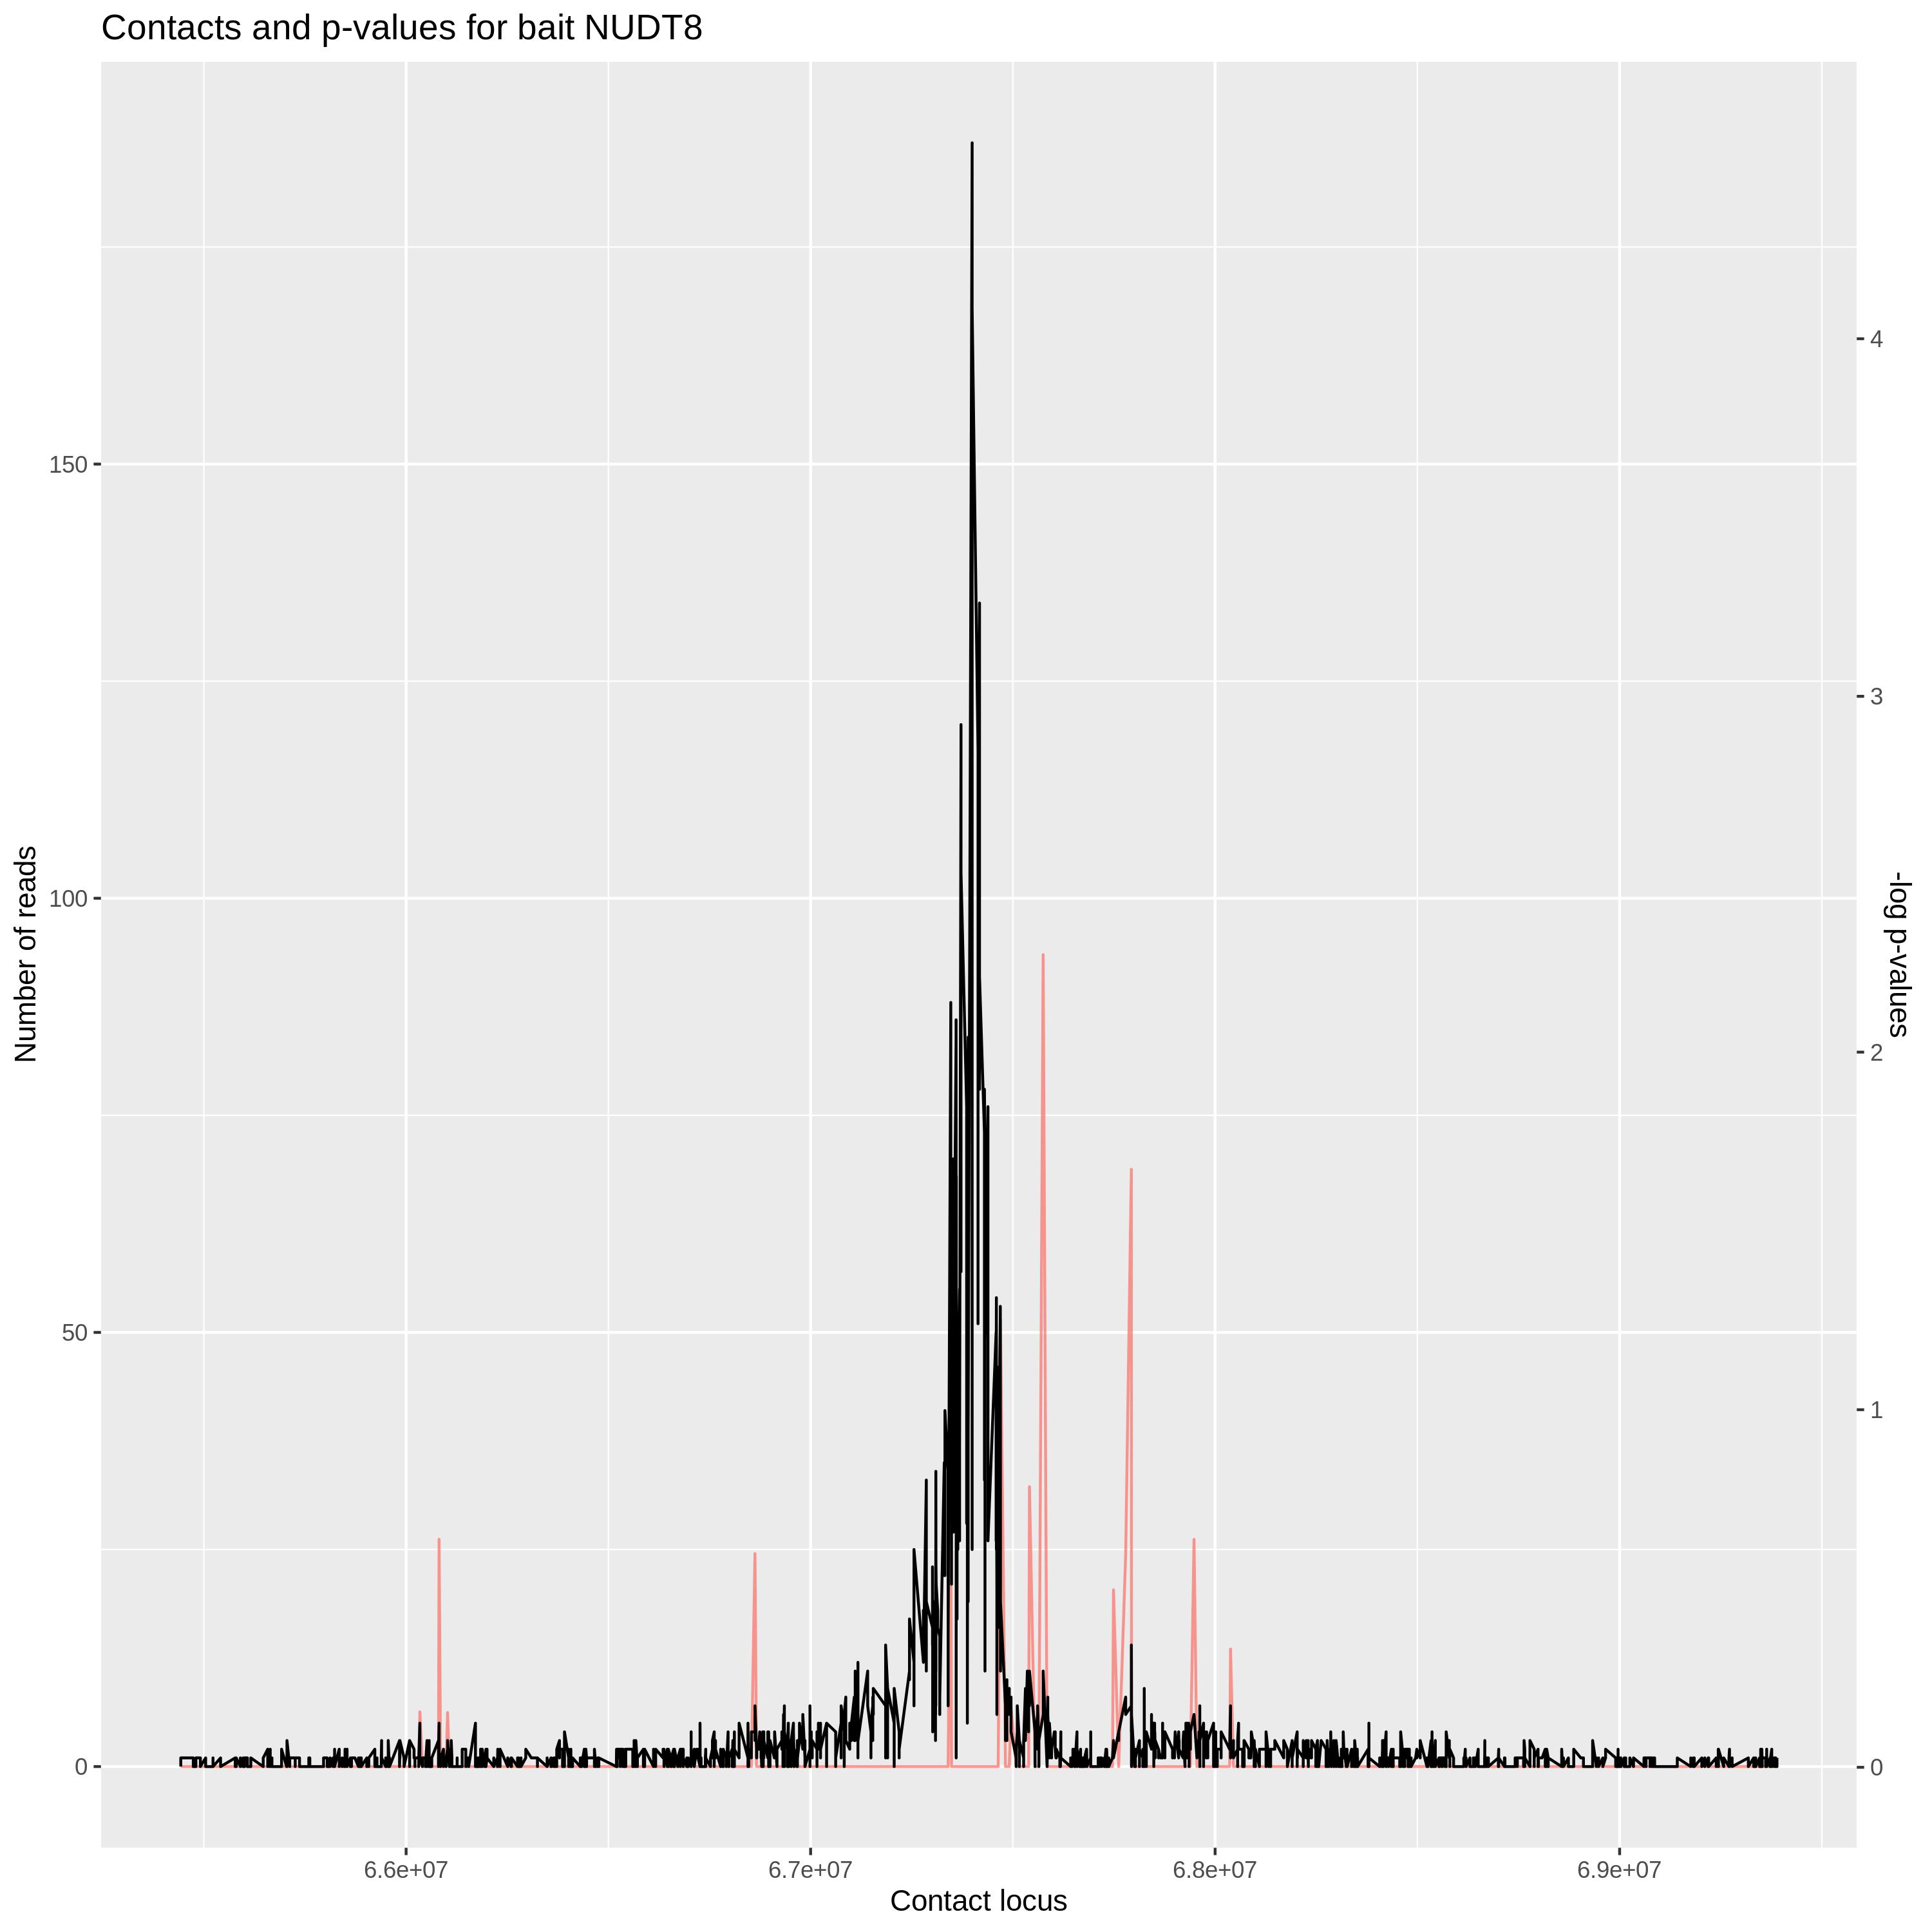 Contacts and p-values for bait NUDT8
Number of reads
150
100
50
0
4
3
2
1
0
-log p-values
6.6e+07 6.7e+07 6.8e+07 6.9e+07
Contact locus